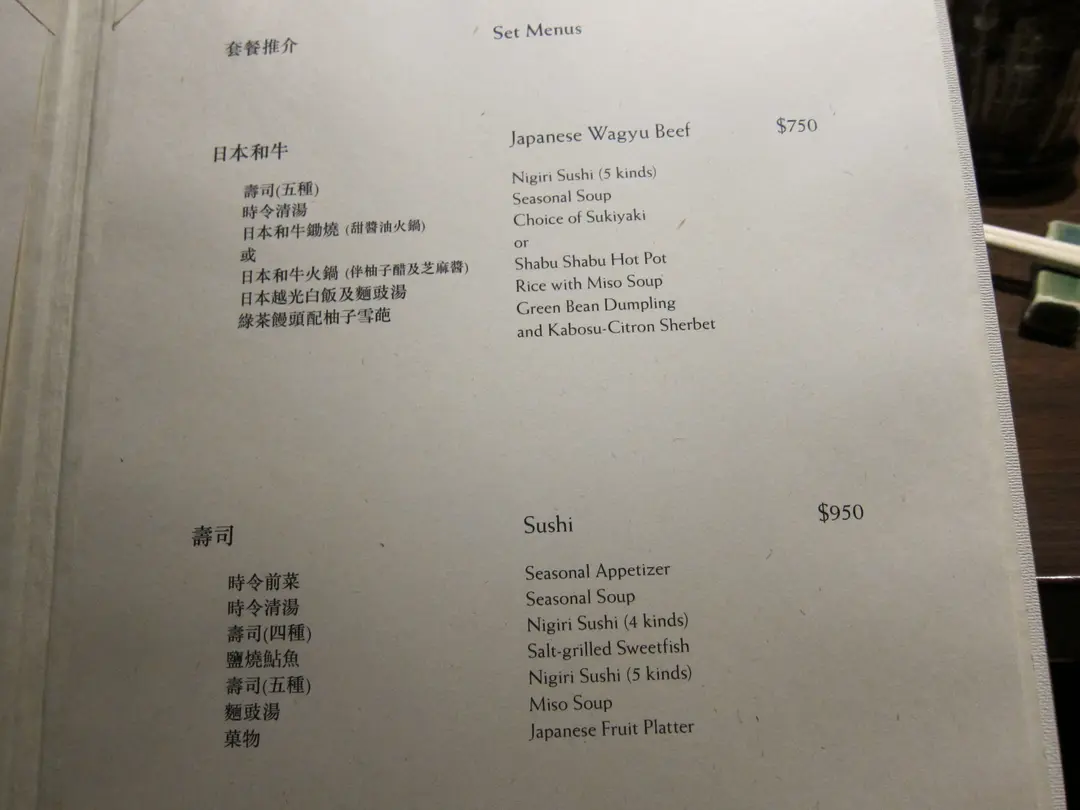 套餐推介 Set Menus
日本和牛 Japanese Wagyu Beef $750
壽司(五種) Nigiri Sushi (5 kinds)
時令清湯 Seasonal Soup
日本和牛鋤燒 (甜醬油火鍋) Choice of Sukiyaki
或 or
日本和牛火鍋 (伴柚子醋及芝麻醬) Shabu Shabu Hot Pot
日本越光白飯及麵豉湯 Rice with Miso Soup
綠茶饅頭配柚子雪葩 Green Bean Dumpling
and Kabosu-Citron Sherbet
壽司 Sushi $950
時令前菜 Seasonal Appetizer
時令清湯 Seasonal Soup
壽司(四種) Nigiri Sushi (4 kinds)
鹽燒鮎魚 Salt-grilled Sweetfish
壽司(五種) Nigiri Sushi (5 kinds)
麵豉湯 Miso Soup
菓物 Japanese Fruit Platter